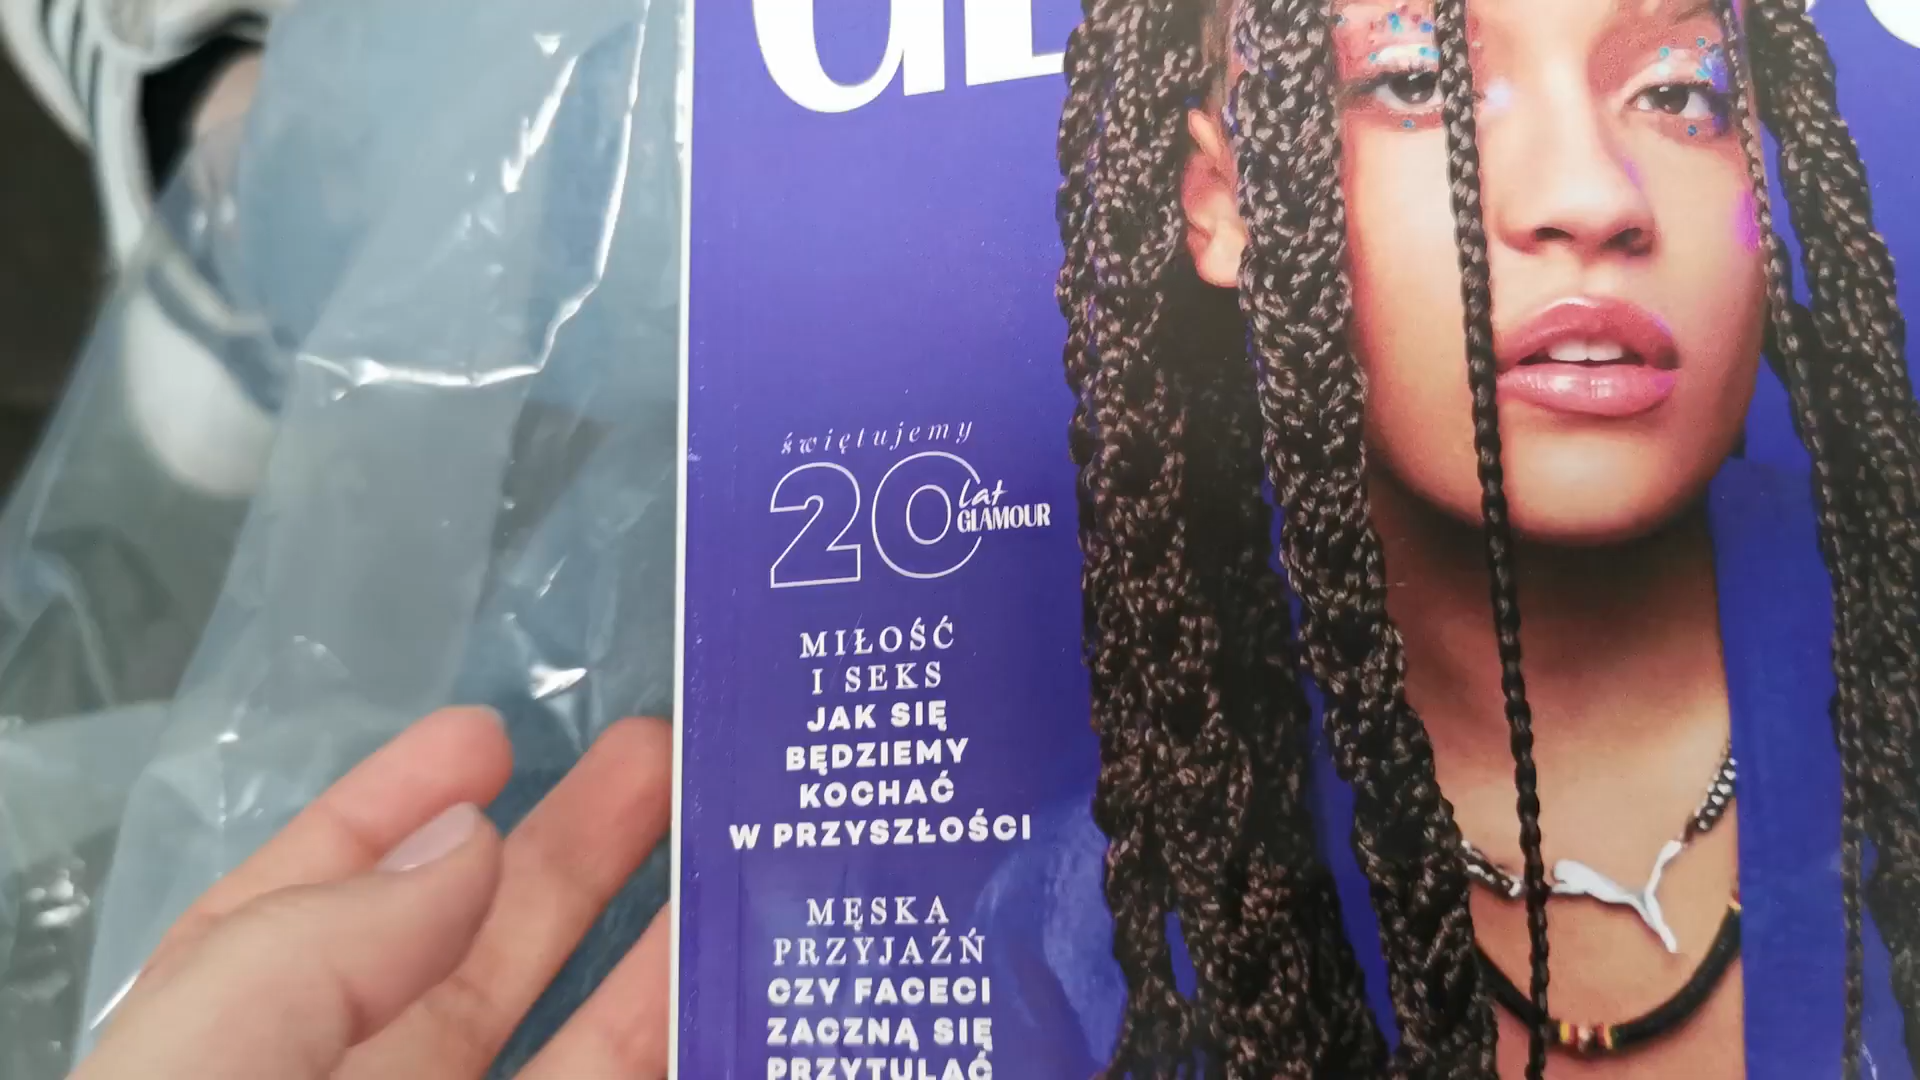 świętujemy
20 lat
GLAMOUR
MIŁOŚĆ
I SEKS
JAK SIĘ
BĘDZIEMY
KOCHAĆ
W PRZYSZŁOŚCI
MĘSKA
PRZYJAŹŃ
CZY FACECI
ZACZNĄ SIĘ
PRZYTULAĆ